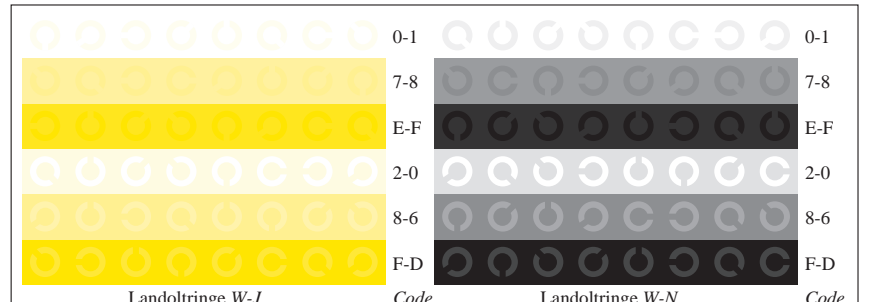 0-1 0-1
7-8 7-8
E-F E-F
2-0 2-0
8-6 8-6
F-D F-D
Landoltringe W-J Code Landoltringe W-N Code